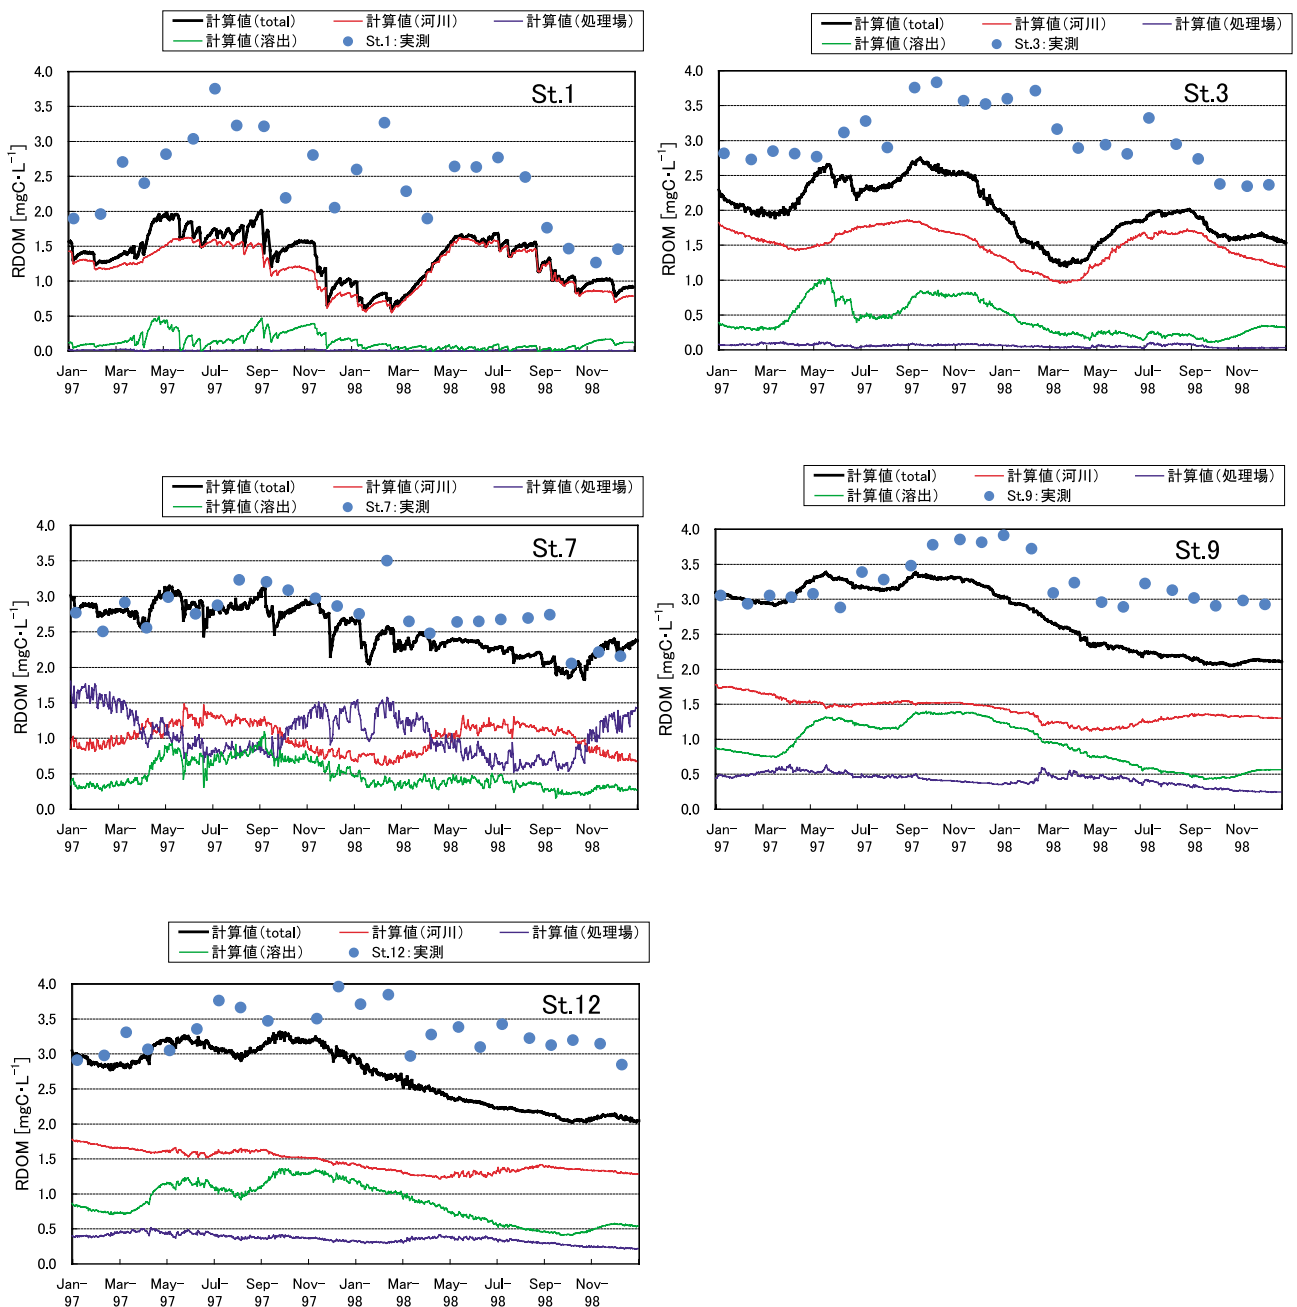 計算値(total) 計算値(河川) 計算値(処理場)
計算値(溶出) St.1:実測
St.1
RDOM [mgC・L⁻¹]
4.0
3.5
3.0
2.5
2.0
1.5
1.0
0.5
0.0
Jan- Mar- May- Jul- Sep- Nov- Jan- Mar- May- Jul- Sep- Nov-
97 97 97 97 97 97 98 98 98 98 98 98
計算値(total) 計算値(河川) 計算値(処理場)
計算値(溶出) St.3:実測
St.3
RDOM [mgC・L⁻¹]
4.0
3.5
3.0
2.5
2.0
1.5
1.0
0.5
0.0
Jan- Mar- May- Jul- Sep- Nov- Jan- Mar- May- Jul- Sep- Nov-
97 97 97 97 97 97 98 98 98 98 98 98
計算値(total) 計算値(河川) 計算値(処理場)
計算値(溶出) St.7:実測
St.7
RDOM [mgC・L⁻¹]
4.0
3.5
3.0
2.5
2.0
1.5
1.0
0.5
0.0
Jan- Mar- May- Jul- Sep- Nov- Jan- Mar- May- Jul- Sep- Nov-
97 97 97 97 97 97 98 98 98 98 98 98
計算値(total) 計算値(河川) 計算値(処理場)
計算値(溶出) St.9:実測
St.9
RDOM [mgC・L⁻¹]
4.0
3.5
3.0
2.5
2.0
1.5
1.0
0.5
0.0
Jan- Mar- May- Jul- Sep- Nov- Jan- Mar- May- Jul- Sep- Nov-
97 97 97 97 97 97 98 98 98 98 98 98
計算値(total) 計算値(河川) 計算値(処理場)
計算値(溶出) St.12:実測
St.12
RDOM [mgC・L⁻¹]
4.0
3.5
3.0
2.5
2.0
1.5
1.0
0.5
0.0
Jan- Mar- May- Jul- Sep- Nov- Jan- Mar- May- Jul- Sep- Nov-
97 97 97 97 97 97 98 98 98 98 98 98